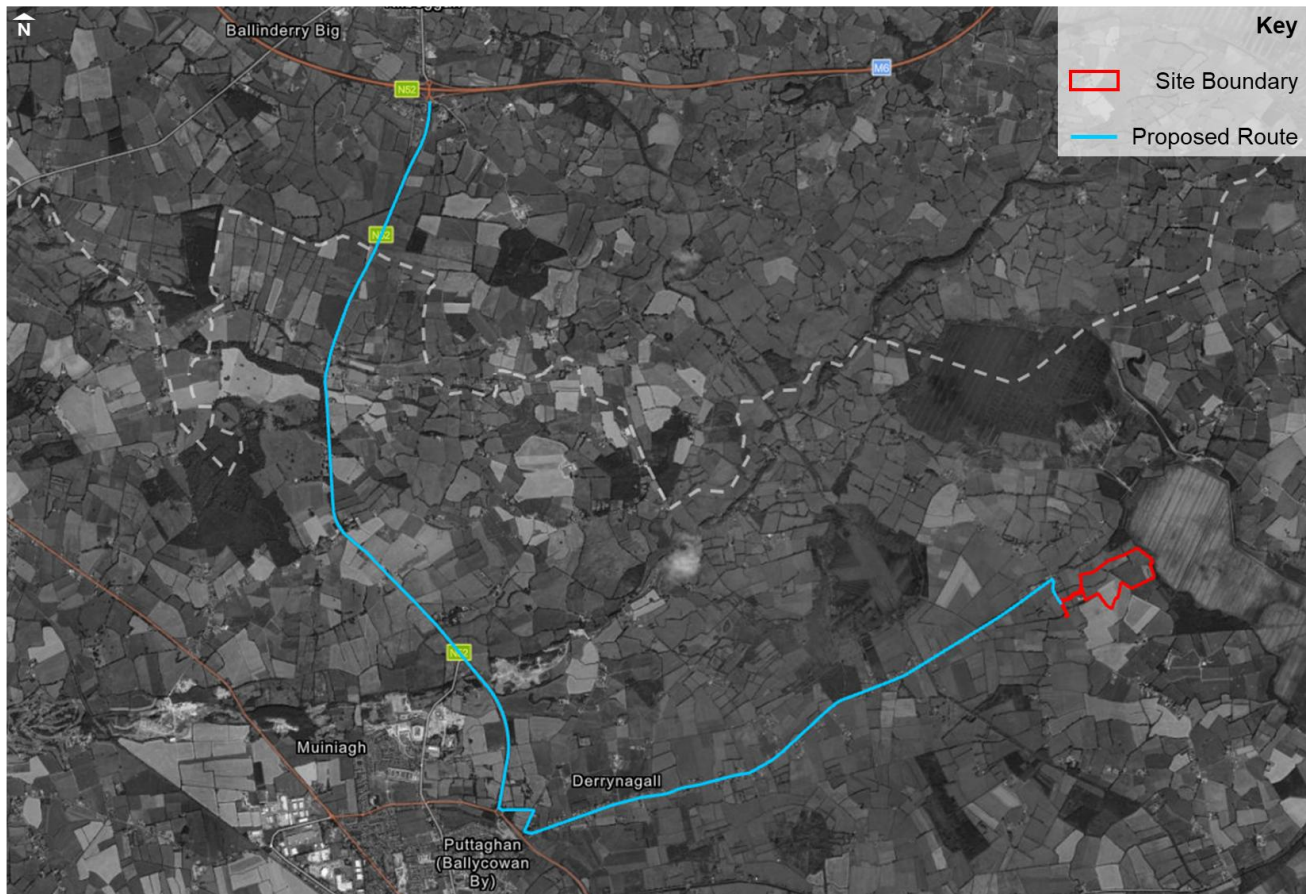 N
Ballinderry Big
N52
M6
Key
Site Boundary
Proposed Route
N52
N52
Muiniagh
Derrynagall
Puttaghan
(Ballycowan
By)